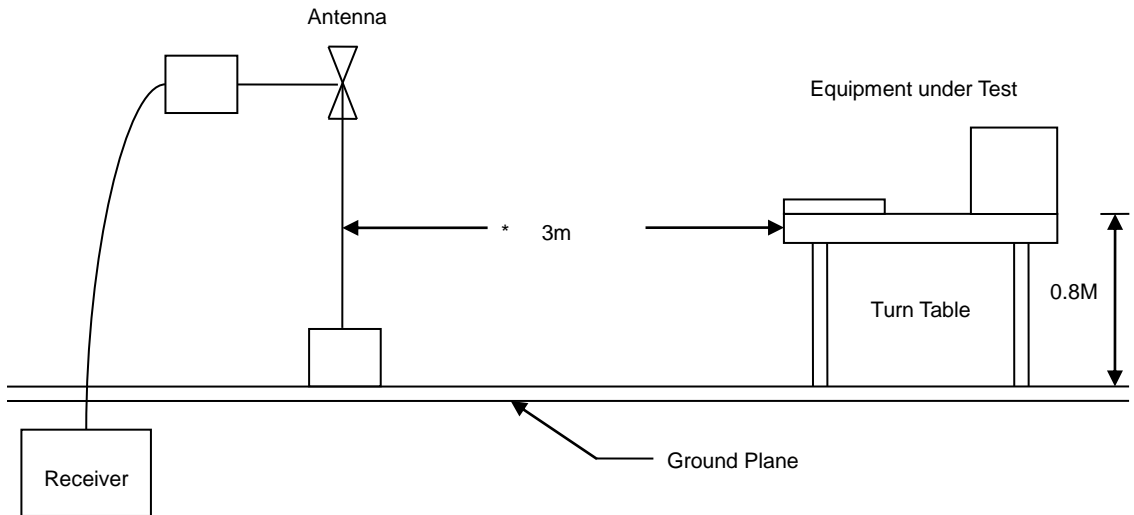 Antenna
Equipment under Test
* 3m
0.8M
Turn Table
Ground Plane
Receiver